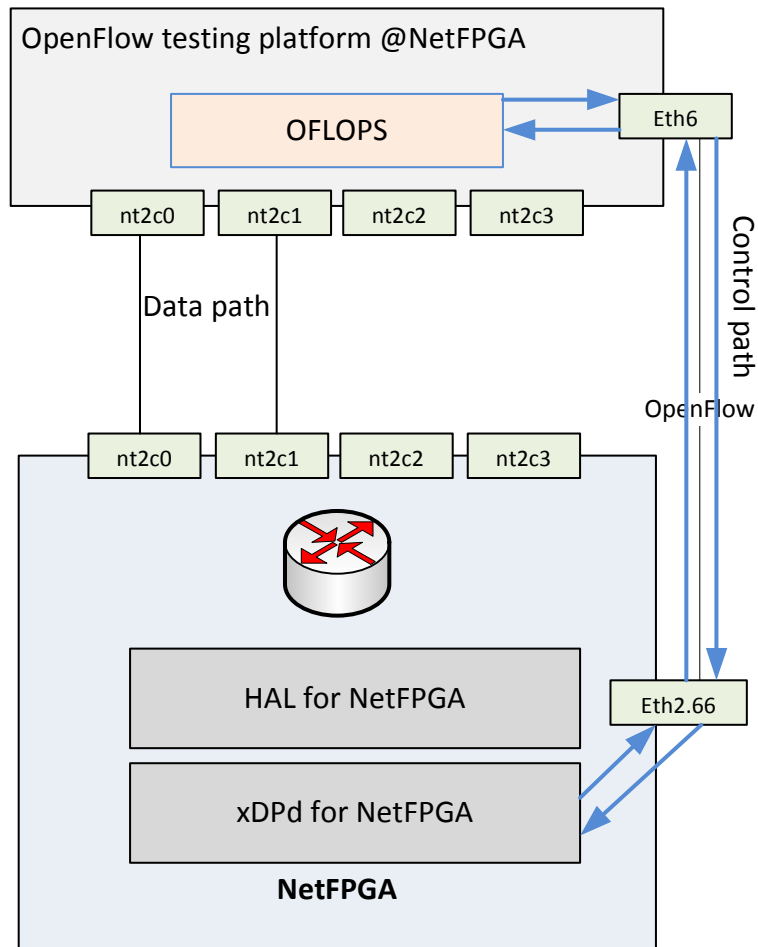 OpenFlow testing platform @NetFPGA
OFLOPS
Eth6
nt2c0
nt2c1
nt2c2
nt2c3
Data path
Control path
OpenFlow
nt2c0
nt2c1
nt2c2
nt2c3
HAL for NetFPGA
Eth2.66
xDPd for NetFPGA
NetFPGA